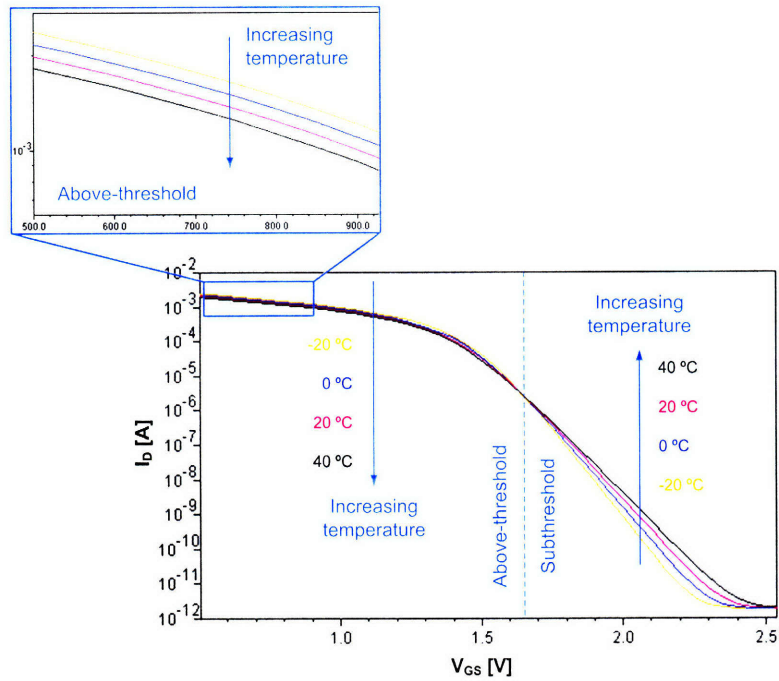 Increasing
temperature
10-3
Above-threshold
500.0 600.0 700.0 800.0 900.0
10-2
10-3
10-4
10-5
10-6
10-7
10-8
10-9
10-10
10-11
10-12
ID [A]
-20 ºC
0 ºC
20 ºC
40 ºC
Increasing
temperature
Above-threshold
Subthreshold
Increasing
temperature
40 ºC
20 ºC
0 ºC
-20 ºC
1.0 1.5 2.0 2.5
VGS [V]